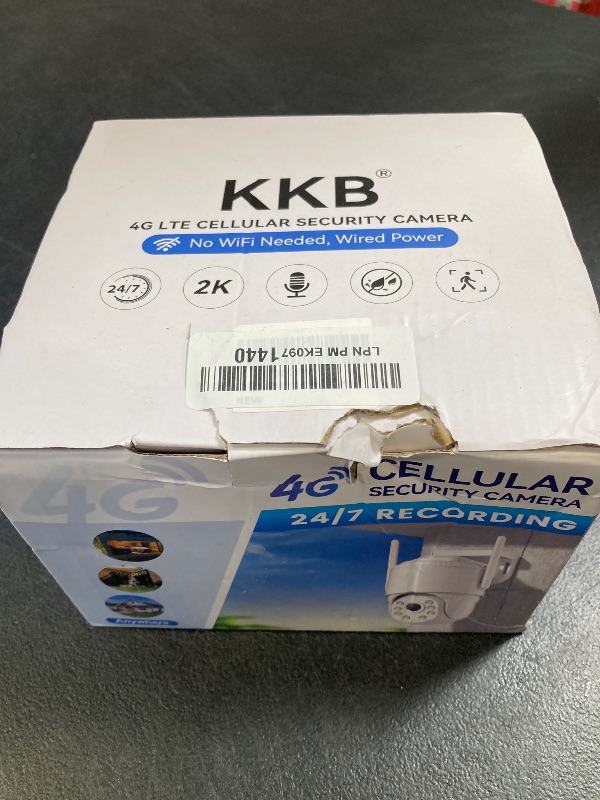 KKB®
4G LTE CELLULAR SECURITY CAMERA
No WiFi Needed, Wired Power
24/7
2K
LPN PM EK0971440
NEW
4G
4G CELLULAR
SECURITY CAMERA
24/7 RECORDING
Anywhere